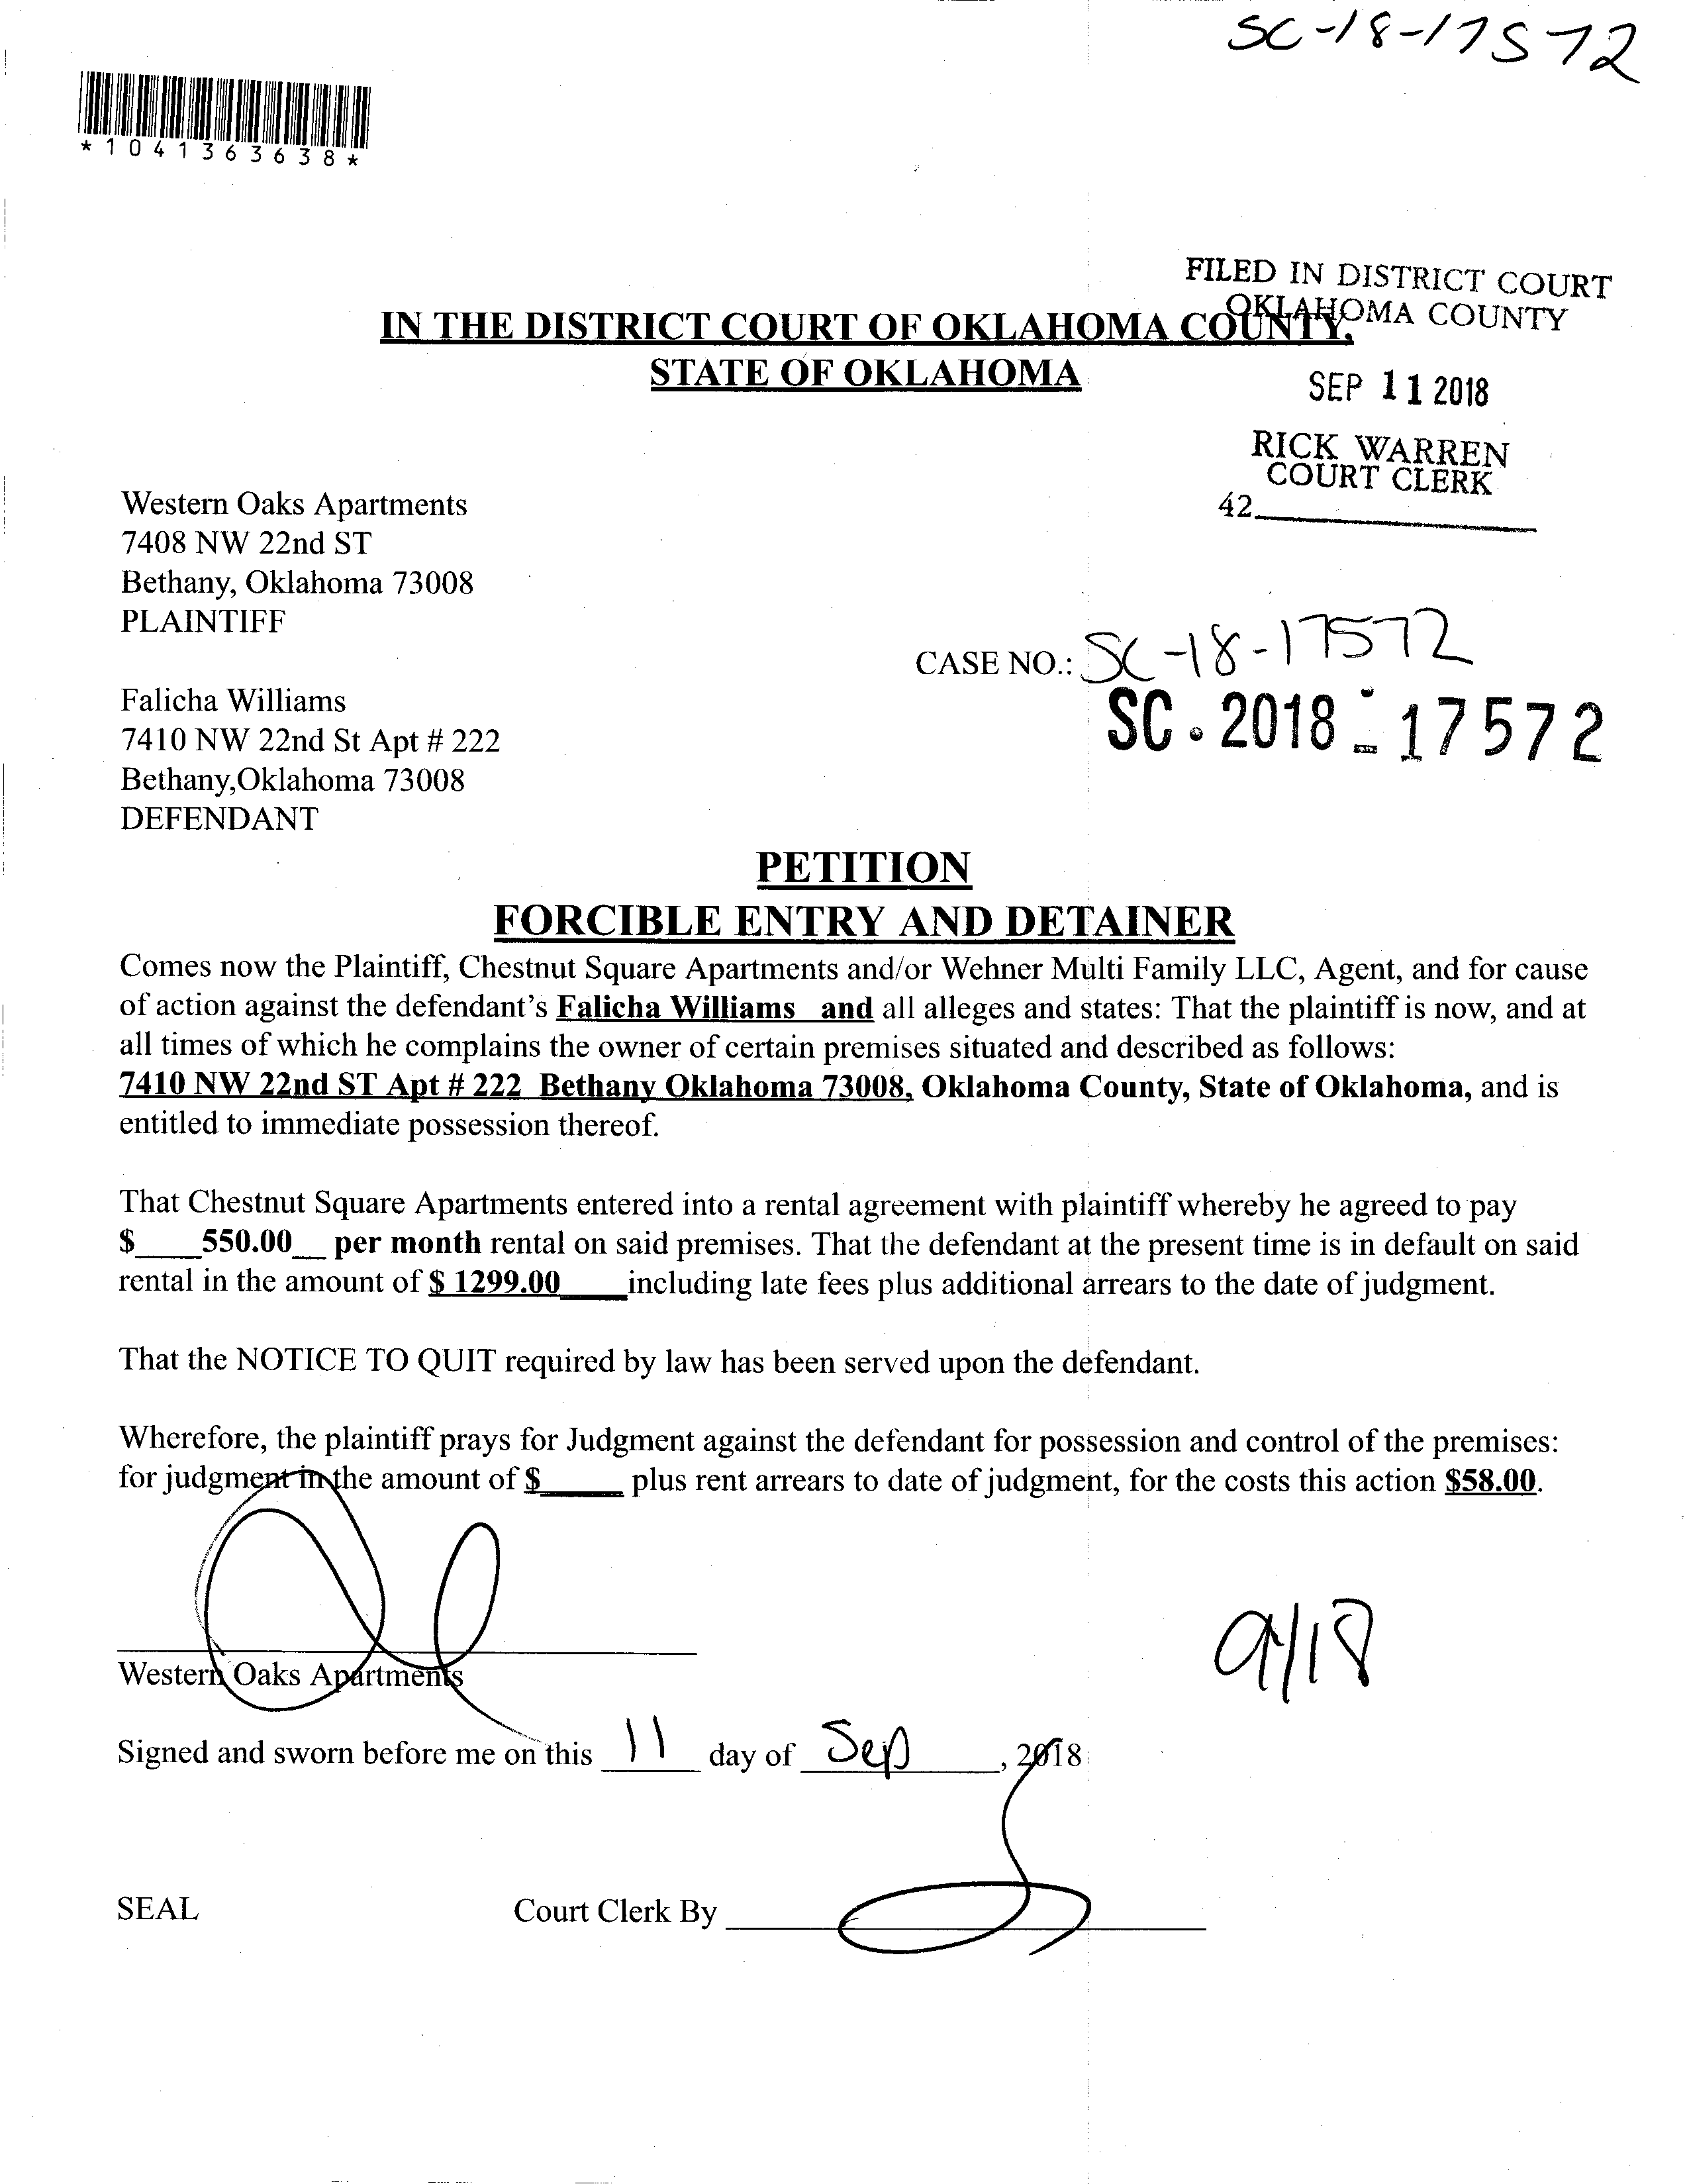 SC-18-17572
*1041363638*
FILED IN DISTRICT COURT
OKLAHOMA COUNTY
IN THE DISTRICT COURT OF OKLAHOMA COUNTY,
STATE OF OKLAHOMA
SEP 11 2018
RICK WARREN
COURT CLERK
42
Western Oaks Apartments
7408 NW 22nd ST
Bethany, Oklahoma 73008
PLAINTIFF
CASE NO.: SC-18-17572
SC-2018-17572
Falicha Williams
7410 NW 22nd St Apt # 222
Bethany,Oklahoma 73008
DEFENDANT
PETITION
FORCIBLE ENTRY AND DETAINER
Comes now the Plaintiff, Chestnut Square Apartments and/or Wehner Multi Family LLC, Agent, and for cause
of action against the defendant's Falicha Williams and all alleges and states: That the plaintiff is now, and at
all times of which he complains the owner of certain premises situated and described as follows:
7410 NW 22nd ST Apt # 222 Bethany Oklahoma 73008, Oklahoma County, State of Oklahoma, and is
entitled to immediate possession thereof.
That Chestnut Square Apartments entered into a rental agreement with plaintiff whereby he agreed to pay
$____550.00__ per month rental on said premises. That the defendant at the present time is in default on said
rental in the amount of $ 1299.00____including late fees plus additional arrears to the date of judgment.
That the NOTICE TO QUIT required by law has been served upon the defendant.
Wherefore, the plaintiff prays for Judgment against the defendant for possession and control of the premises:
for judgment in the amount of $_____ plus rent arrears to date of judgment, for the costs this action $58.00.
9/18
Western Oaks Apartments
Signed and sworn before me on this 11 day of Sep, 2018
SEAL Court Clerk By